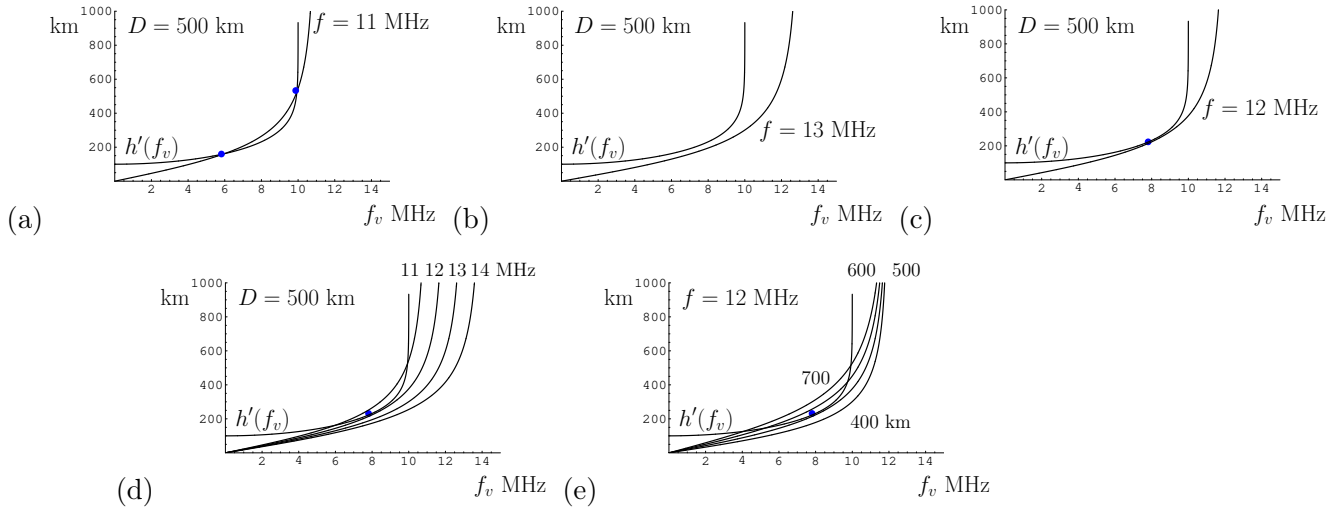 1000
km
D = 500 km
f = 11 MHz
800
600
400
h'(f_v)
200
2 4 6 8 10 12 14
(a)
f_v MHz
1000
km
D = 500 km
800
600
400
f = 13 MHz
h'(f_v)
200
2 4 6 8 10 12 14
(b)
f_v MHz
1000
km
D = 500 km
800
600
400
f = 12 MHz
h'(f_v)
200
2 4 6 8 10 12 14
(c)
f_v MHz
11 12 13 14 MHz
1000
km
D = 500 km
800
600
400
h'(f_v)
200
2 4 6 8 10 12 14
(d)
f_v MHz
600 500
1000
km
f = 12 MHz
800
600
700
400
h'(f_v)
400 km
200
2 4 6 8 10 12 14
(e)
f_v MHz